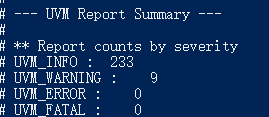 # --- UVM Report Summary ---
#
# ** Report counts by severity
# UVM_INFO :  233
# UVM_WARNING :    9
# UVM_ERROR :    0
# UVM_FATAL :    0